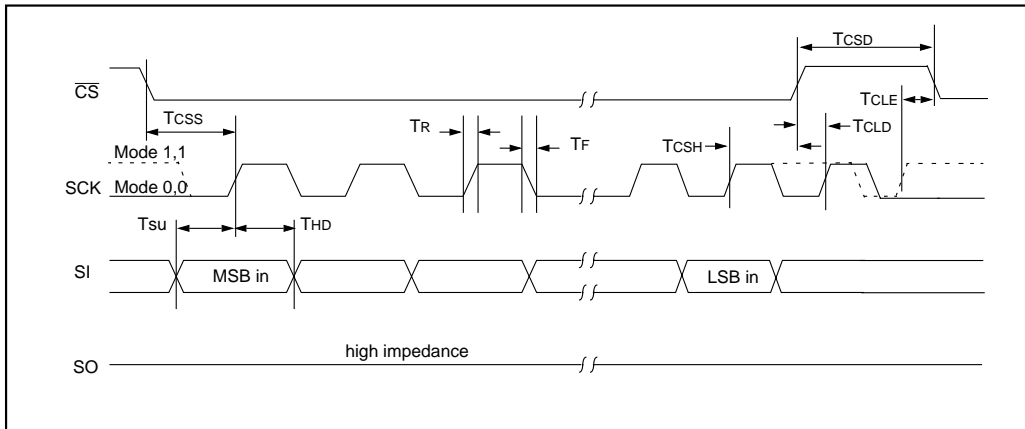 TCSD
CS
TCLE
TCSS
TR
TF
TCSH
TCLD
Mode 1,1
SCK
Mode 0,0
Tsu
THD
SI
MSB in
LSB in
high impedance
SO